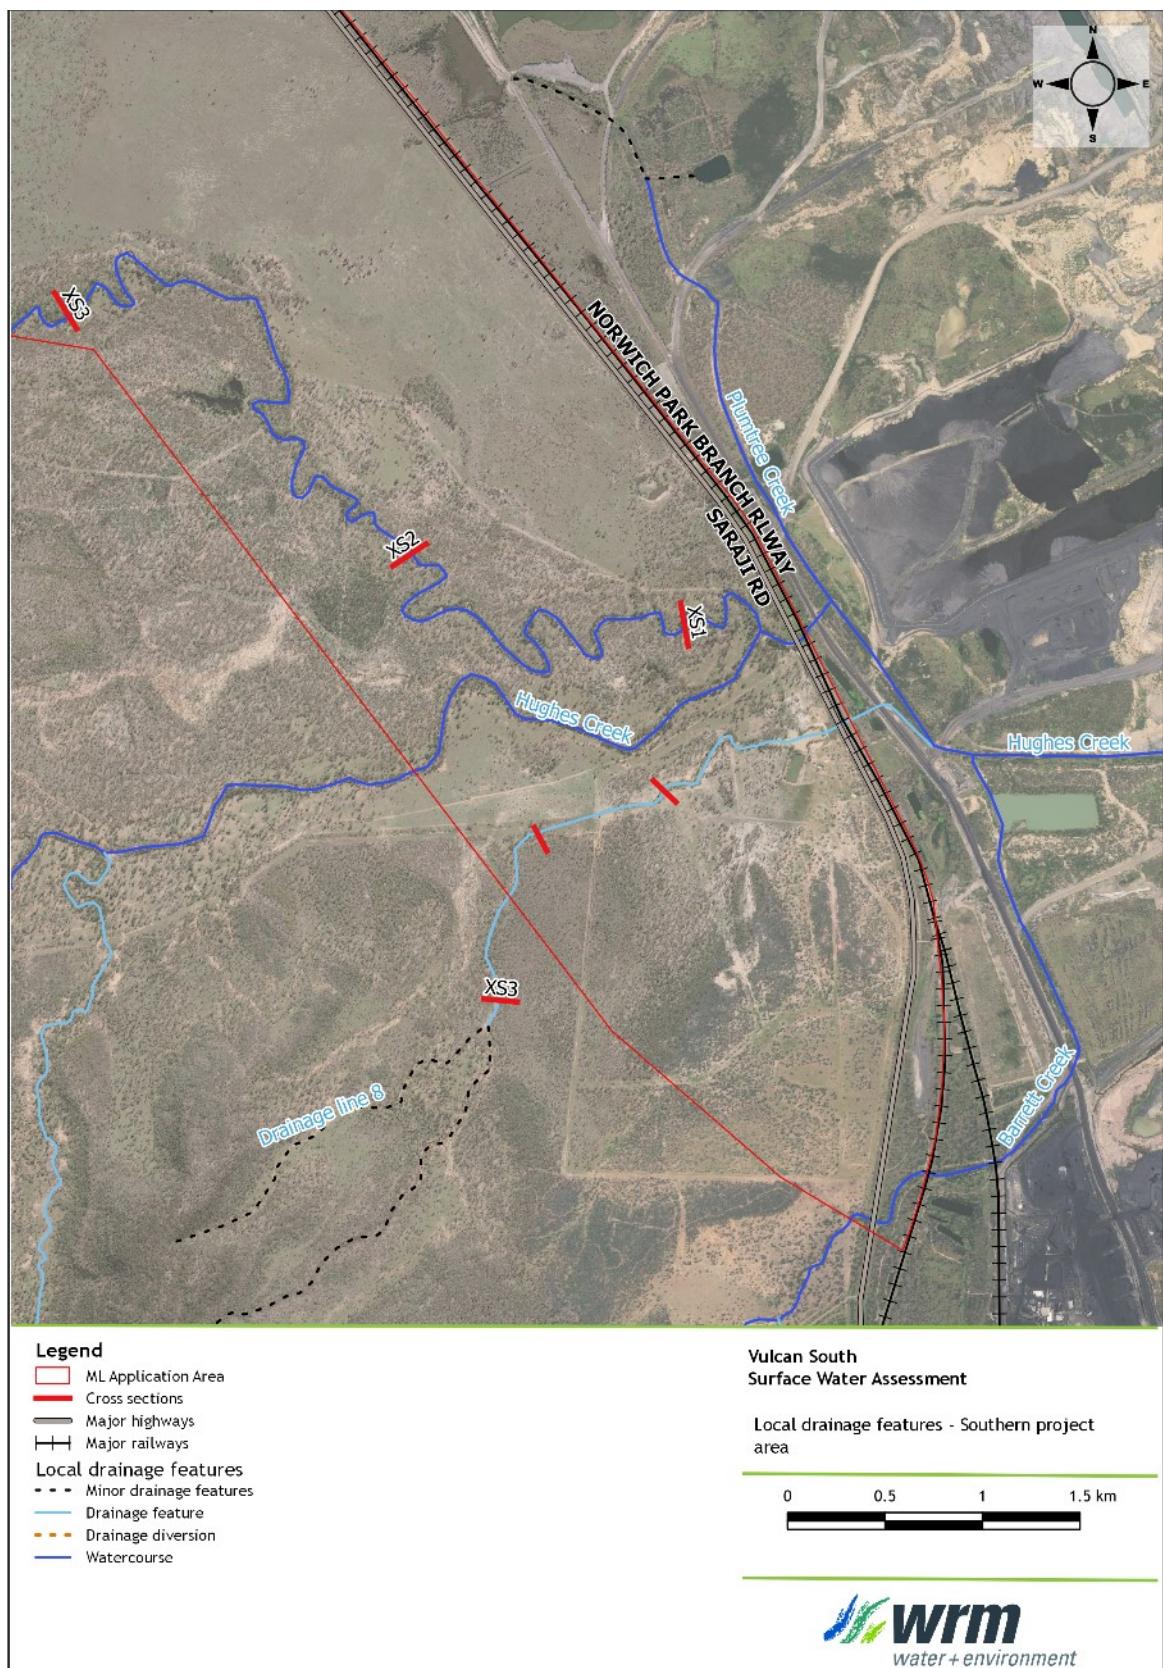 N
W
E
S
XS3
NORWICH PARK BRANCH RLWAY
Plumtree Creek
SARAJI RD
XS2
XS1
Hughes Creek
Hughes Creek
XS3
Drainage line 8
Barrett Creek
Legend
ML Application Area
Cross sections
Major highways
Major railways
Local drainage features
Minor drainage features
Drainage feature
Drainage diversion
Watercourse
Vulcan South
Surface Water Assessment
Local drainage features - Southern project
area
0 0.5 1 1.5 km
wrm
water + environment